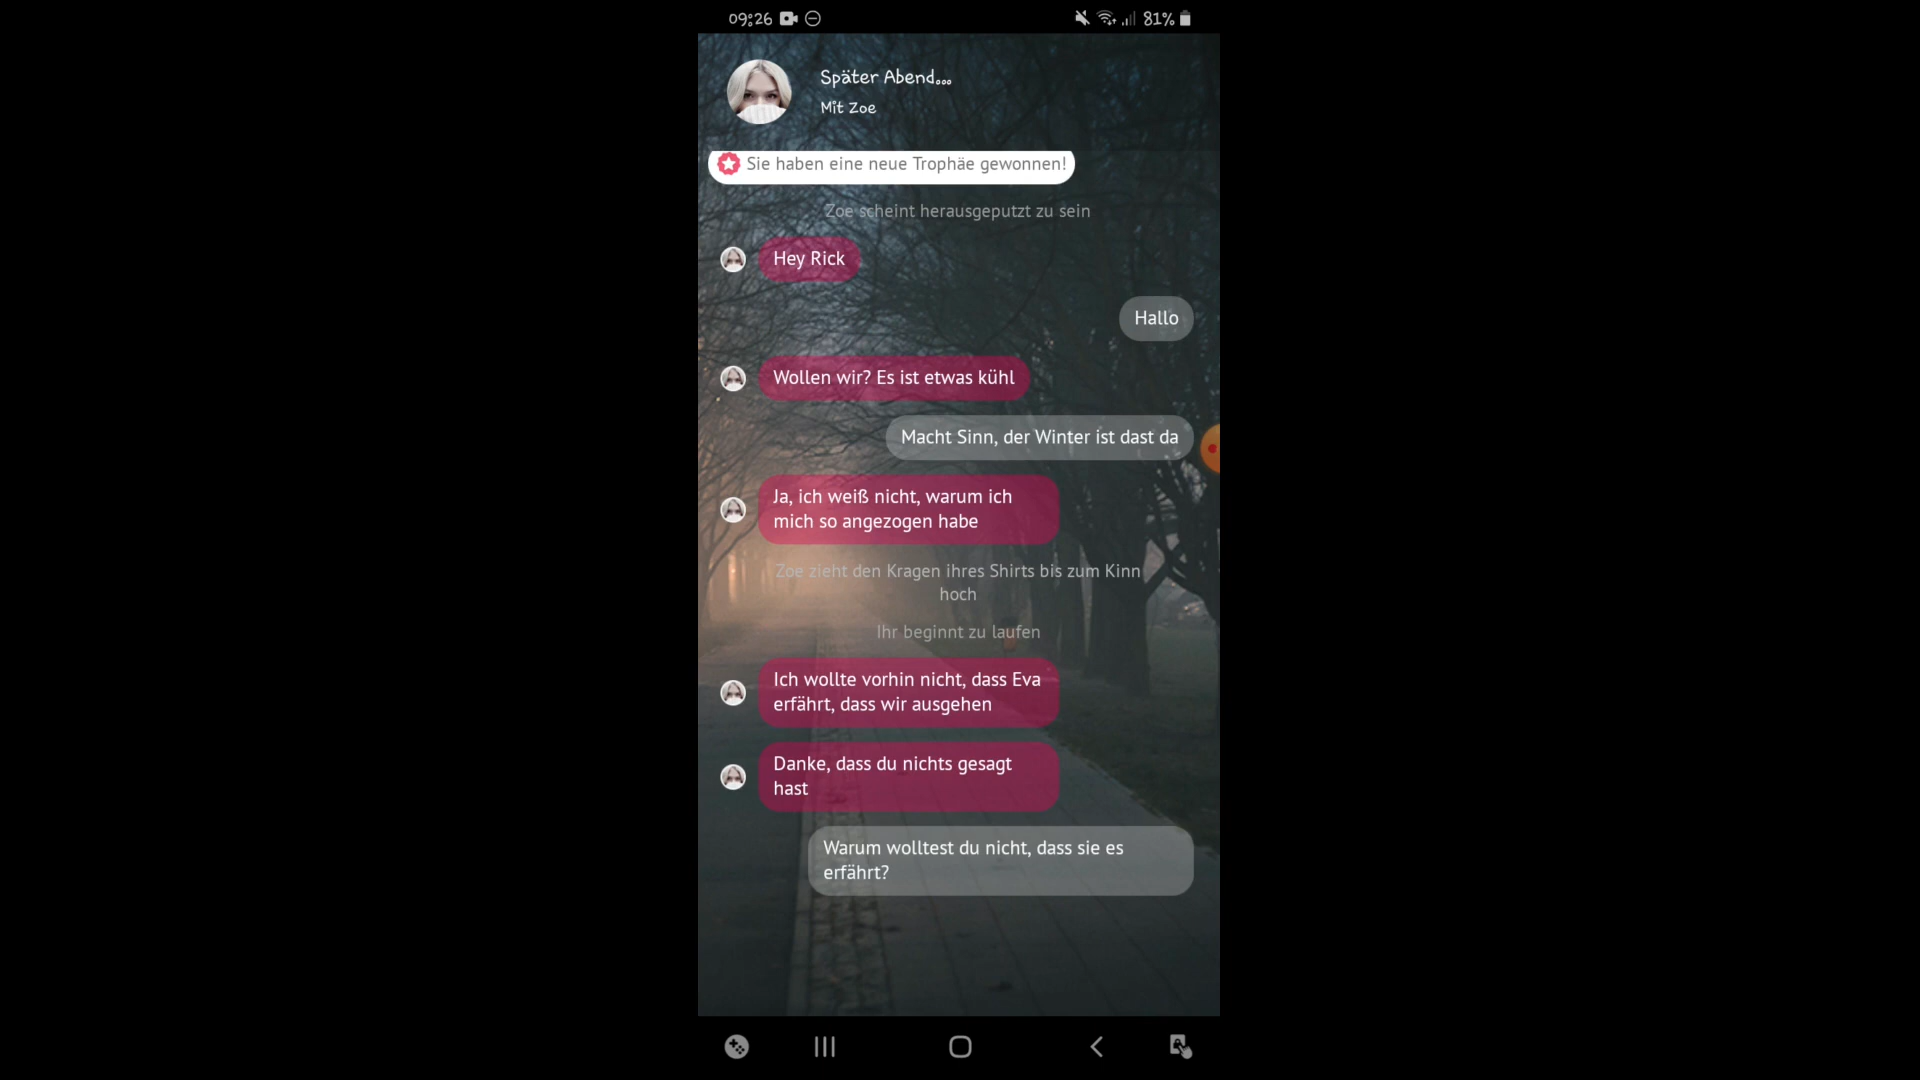 09:26
81%
Später Abend...
Mit Zoe
Sie haben eine neue Trophäe gewonnen!
Zoe scheint herausgeputzt zu sein
Hey Rick
Hallo
Wollen wir? Es ist etwas kühl
Macht Sinn, der Winter ist dast da
Ja, ich weiß nicht, warum ich
mich so angezogen habe
Zoe zieht den Kragen ihres Shirts bis zum Kinn
hoch
Ihr beginnt zu laufen
Ich wollte vorhin nicht, dass Eva
erfährt, dass wir ausgehen
Danke, dass du nichts gesagt
hast
Warum wolltest du nicht, dass sie es
erfährt?